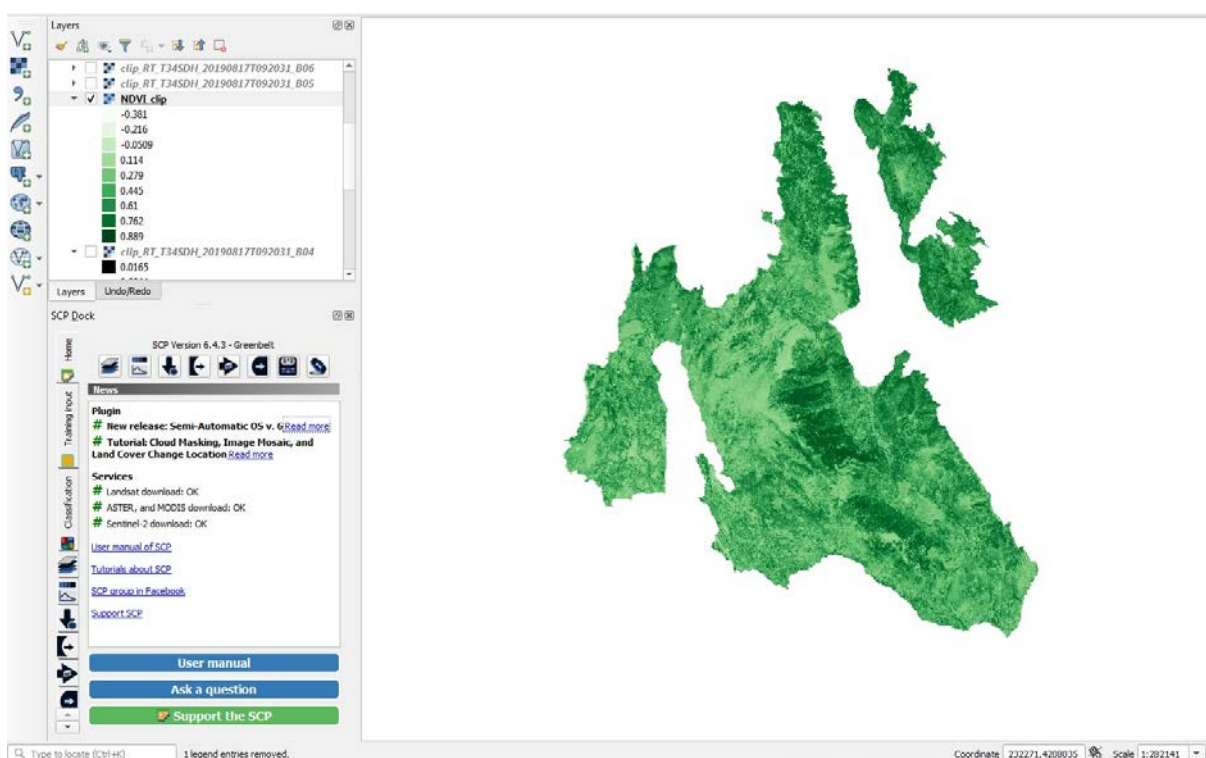 Layers
clip_RT_T34SDH_20190817T092031_B06
clip_RT_T34SDH_20190817T092031_B05
NDVI_clip
-0.381
-0.216
-0.0509
0.114
0.279
0.445
0.61
0.762
0.889
clip_RT_T34SDH_20190817T092031_B04
0.0165
Layers
Undo/Redo
SCP Dock
Home
Training input
Classification
SCP Version 6.4.3 - Greenbelt
News
Plugin
# New release: Semi-Automatic OS v. 6 Read more
# Tutorial: Cloud Masking, Image Mosaic, and
Land Cover Change Location Read more
Services
# Landsat download: OK
# ASTER, and MODIS download: OK
# Sentinel-2 download: OK
User manual of SCP
Tutorials about SCP
SCP group in Facebook
Support SCP
User manual
Ask a question
Support the SCP
Type to locate (Ctrl+K)
1 legend entries removed.
Coordinate 232271.4208035
Scale 1:282141